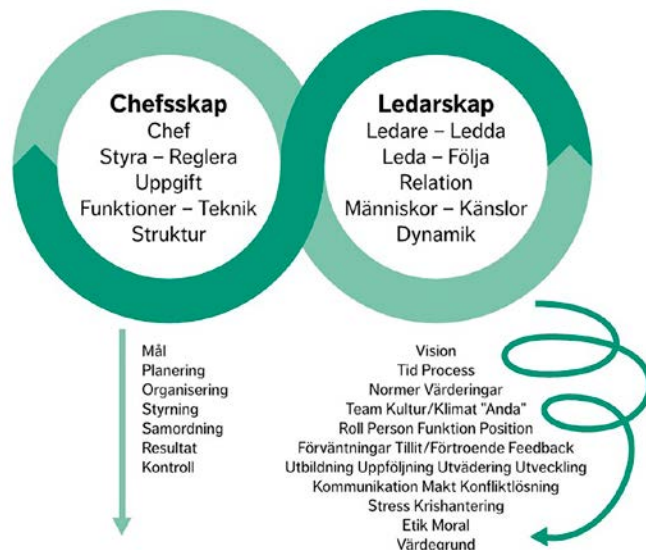 Chefsskap
Chef
Styra – Reglera
Uppgift
Funktioner – Teknik
Struktur
Ledarskap
Ledare – Ledda
Leda – Följa
Relation
Människor – Känslor
Dynamik
Mål
Planering
Organisering
Styrning
Samordning
Resultat
Kontroll
Vision
Tid Process
Normer Värderingar
Team Kultur/Klimat "Anda"
Roll Person Funktion Position
Förväntningar Tillit/Förtroende Feedback
Utbildning Uppföljning Utvädering Utveckling
Kommunikation Makt Konfliktlösning
Stress Krishantering
Etik Moral
Värdegrund